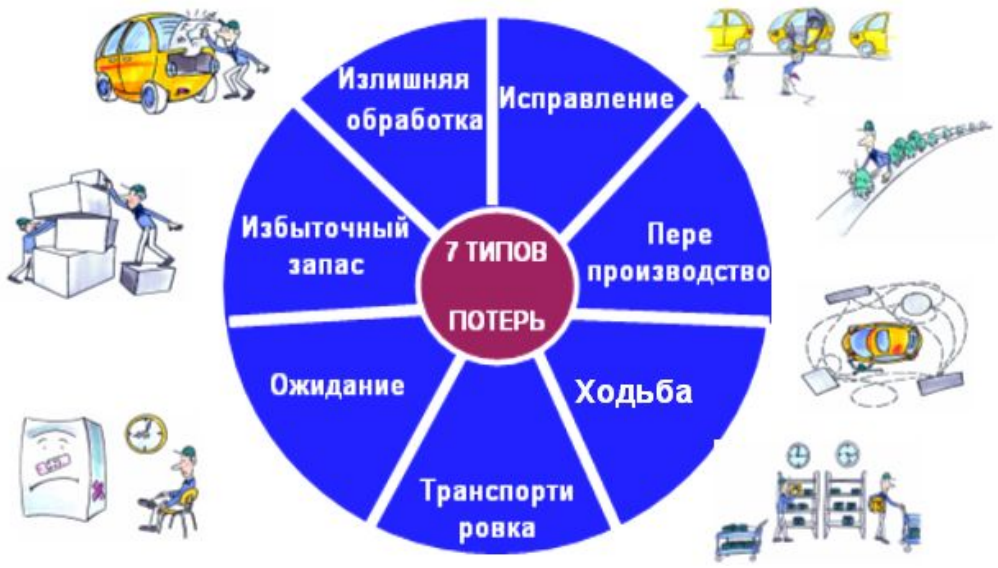 Излишняя
обработка
Исправление
Избыточный
запас
7 ТИПОВ
ПОТЕРЬ
Пере
производство
Ожидание
Ходьба
Транспорти
ровка